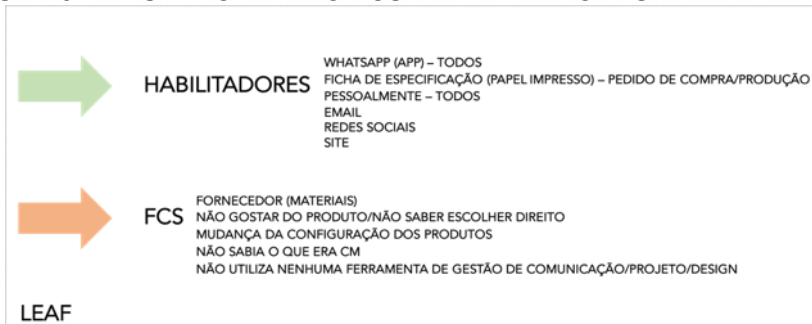 HABILITADORES
WHATSAPP (APP) – TODOS
FICHA DE ESPECIFICAÇÃO (PAPEL IMPRESSO) – PEDIDO DE COMPRA/PRODUÇÃO
PESSOALMENTE – TODOS
EMAIL
REDES SOCIAIS
SITE
FCS
FORNECEDOR (MATERIAIS)
NÃO GOSTAR DO PRODUTO/NÃO SABER ESCOLHER DIREITO
MUDANÇA DA CONFIGURAÇÃO DOS PRODUTOS
NÃO SABIA O QUE ERA CM
NÃO UTILIZA NENHUMA FERRAMENTA DE GESTÃO DE COMUNICAÇÃO/PROJETO/DESIGN
LEAF